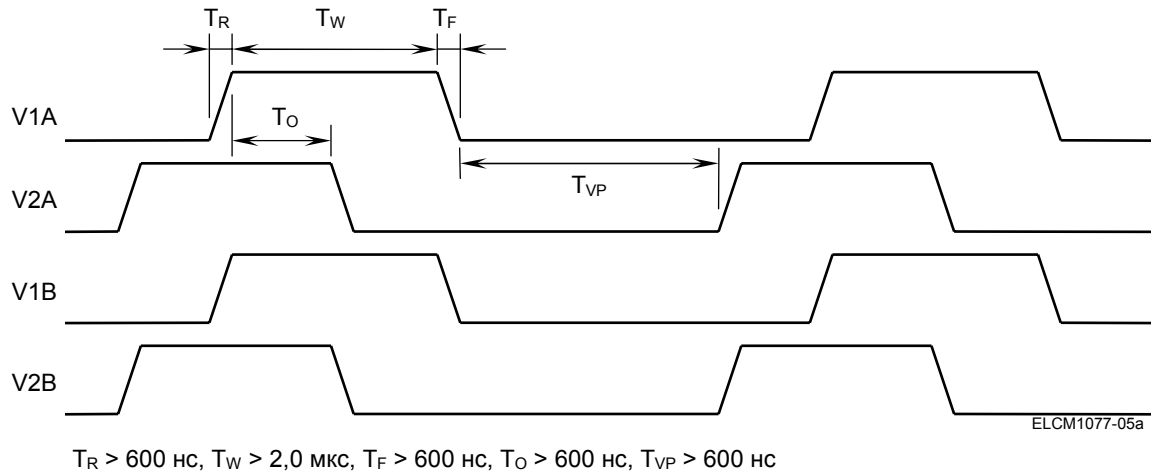 TR TW TF
V1A
TO
TVP
V2A
V1B
V2B
ELCM1077-05a
TR > 600 нс, TW > 2,0 мкс, TF > 600 нс, TO > 600 нс, TVP > 600 нс